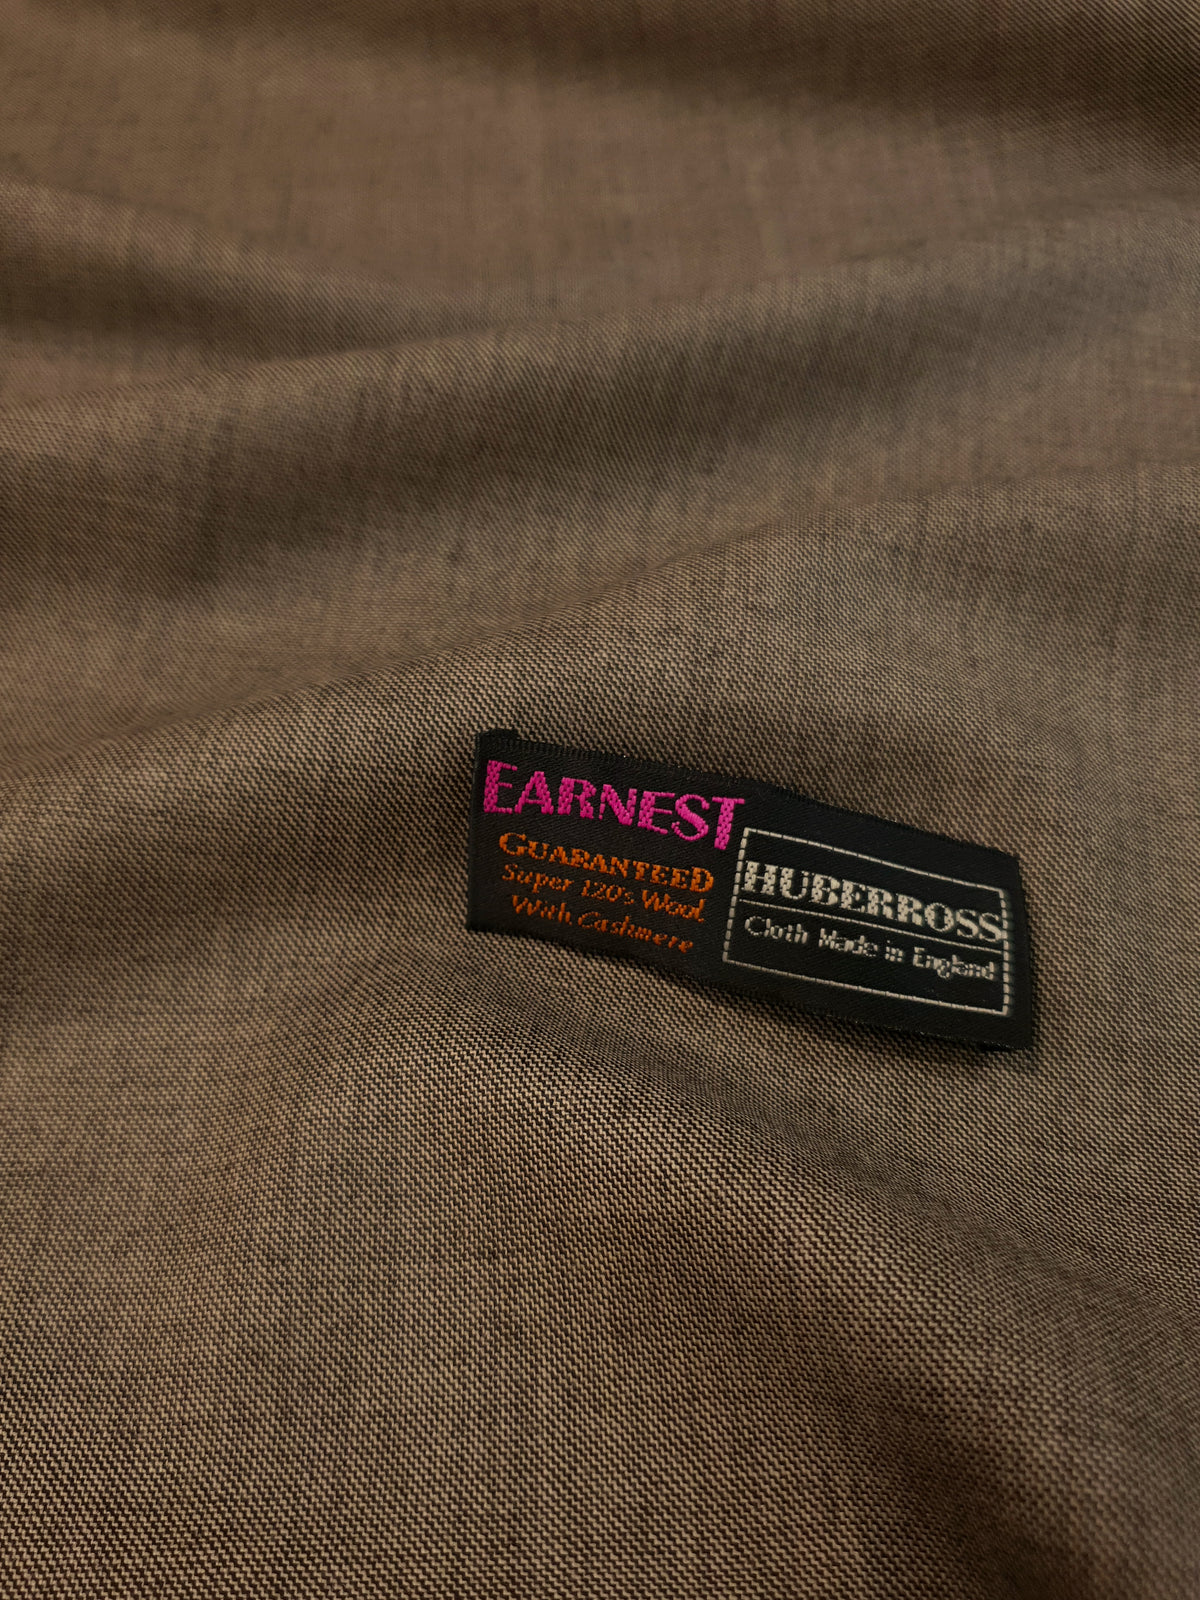 EARNEST
GUARANTEED
Super 120's Wool
With Cashmere
HUBERROSS
Cloth Made in England